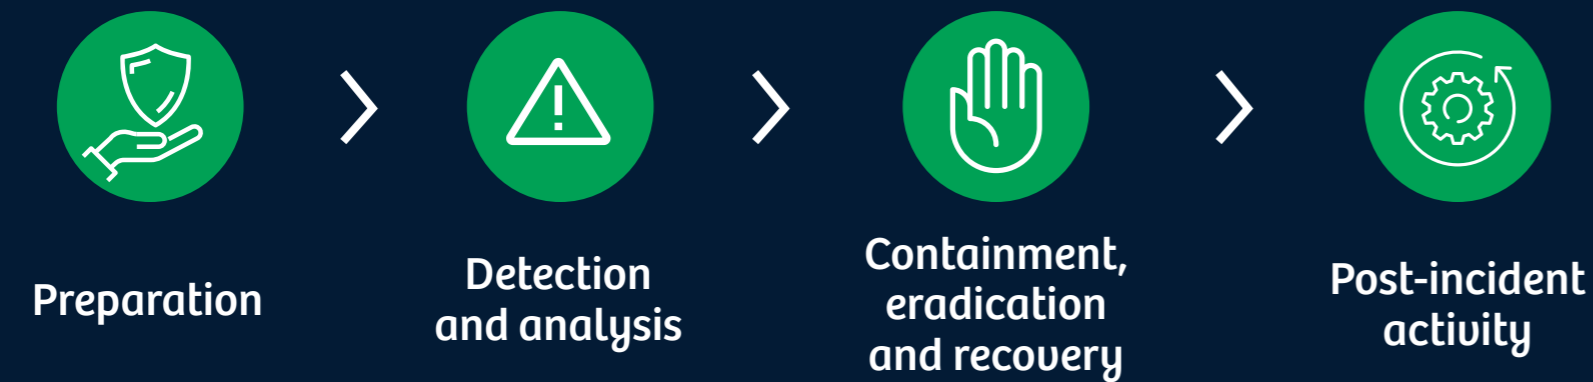 Preparation
Detection
and analysis
Containment,
eradication
and recovery
Post-incident
activity